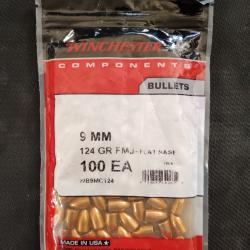 WINCHESTER
COMPONENTS
BULLETS
9 MM
124 GR FMJ-FLAT BASE
100 EA
WB9MC124
MADE IN USA